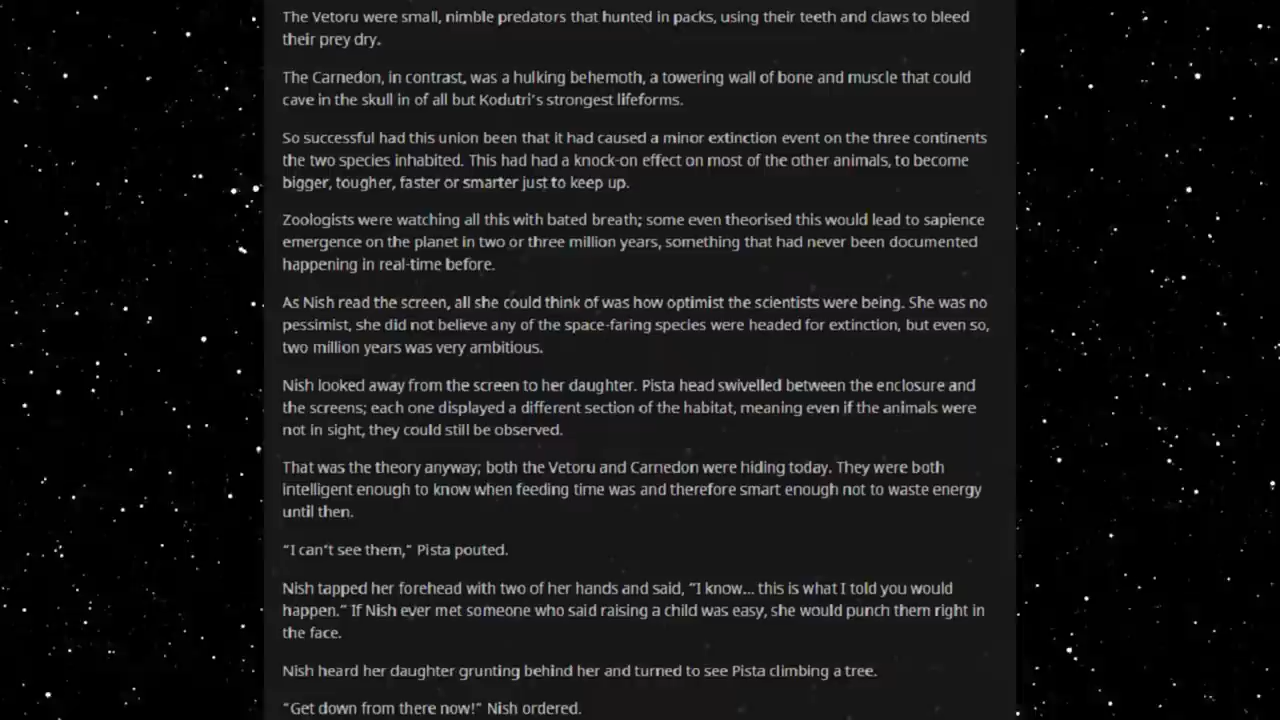 The Vetoru were small, nimble predators that hunted in packs, using their teeth and claws to bleed
their prey dry.
The Carnedon, in contrast, was a hulking behemoth, a towering wall of bone and muscle that could
cave in the skull in of all but Kodutri's strongest lifeforms.
So successful had this union been that it had caused a minor extinction event on the three continents
the two species inhabited. This had had a knock-on effect on most of the other animals, to become
bigger, tougher, faster or smarter just to keep up.
Zoologists were watching all this with bated breath; some even theorised this would lead to sapience
emergence on the planet in two or three million years, something that had never been documented
happening in real-time before.
As Nish read the screen, all she could think of was how optimist the scientists were being. She was no
pessimist, she did not believe any of the space-faring species were headed for extinction, but even so,
two million years was very ambitious.
Nish looked away from the screen to her daughter. Pista head swivelled between the enclosure and
the screens; each one displayed a different section of the habitat, meaning even if the animals were
not in sight, they could still be observed.
That was the theory anyway; both the Vetoru and Carnedon were hiding today. They were both
intelligent enough to know when feeding time was and therefore smart enough not to waste energy
until then.
“I can't see them,” Pista pouted.
Nish tapped her forehead with two of her hands and said, “I know... this is what I told you would
happen.” If Nish ever met someone who said raising a child was easy, she would punch them right in
the face.
Nish heard her daughter grunting behind her and turned to see Pista climbing a tree.
“Get down from there now!” Nish ordered.